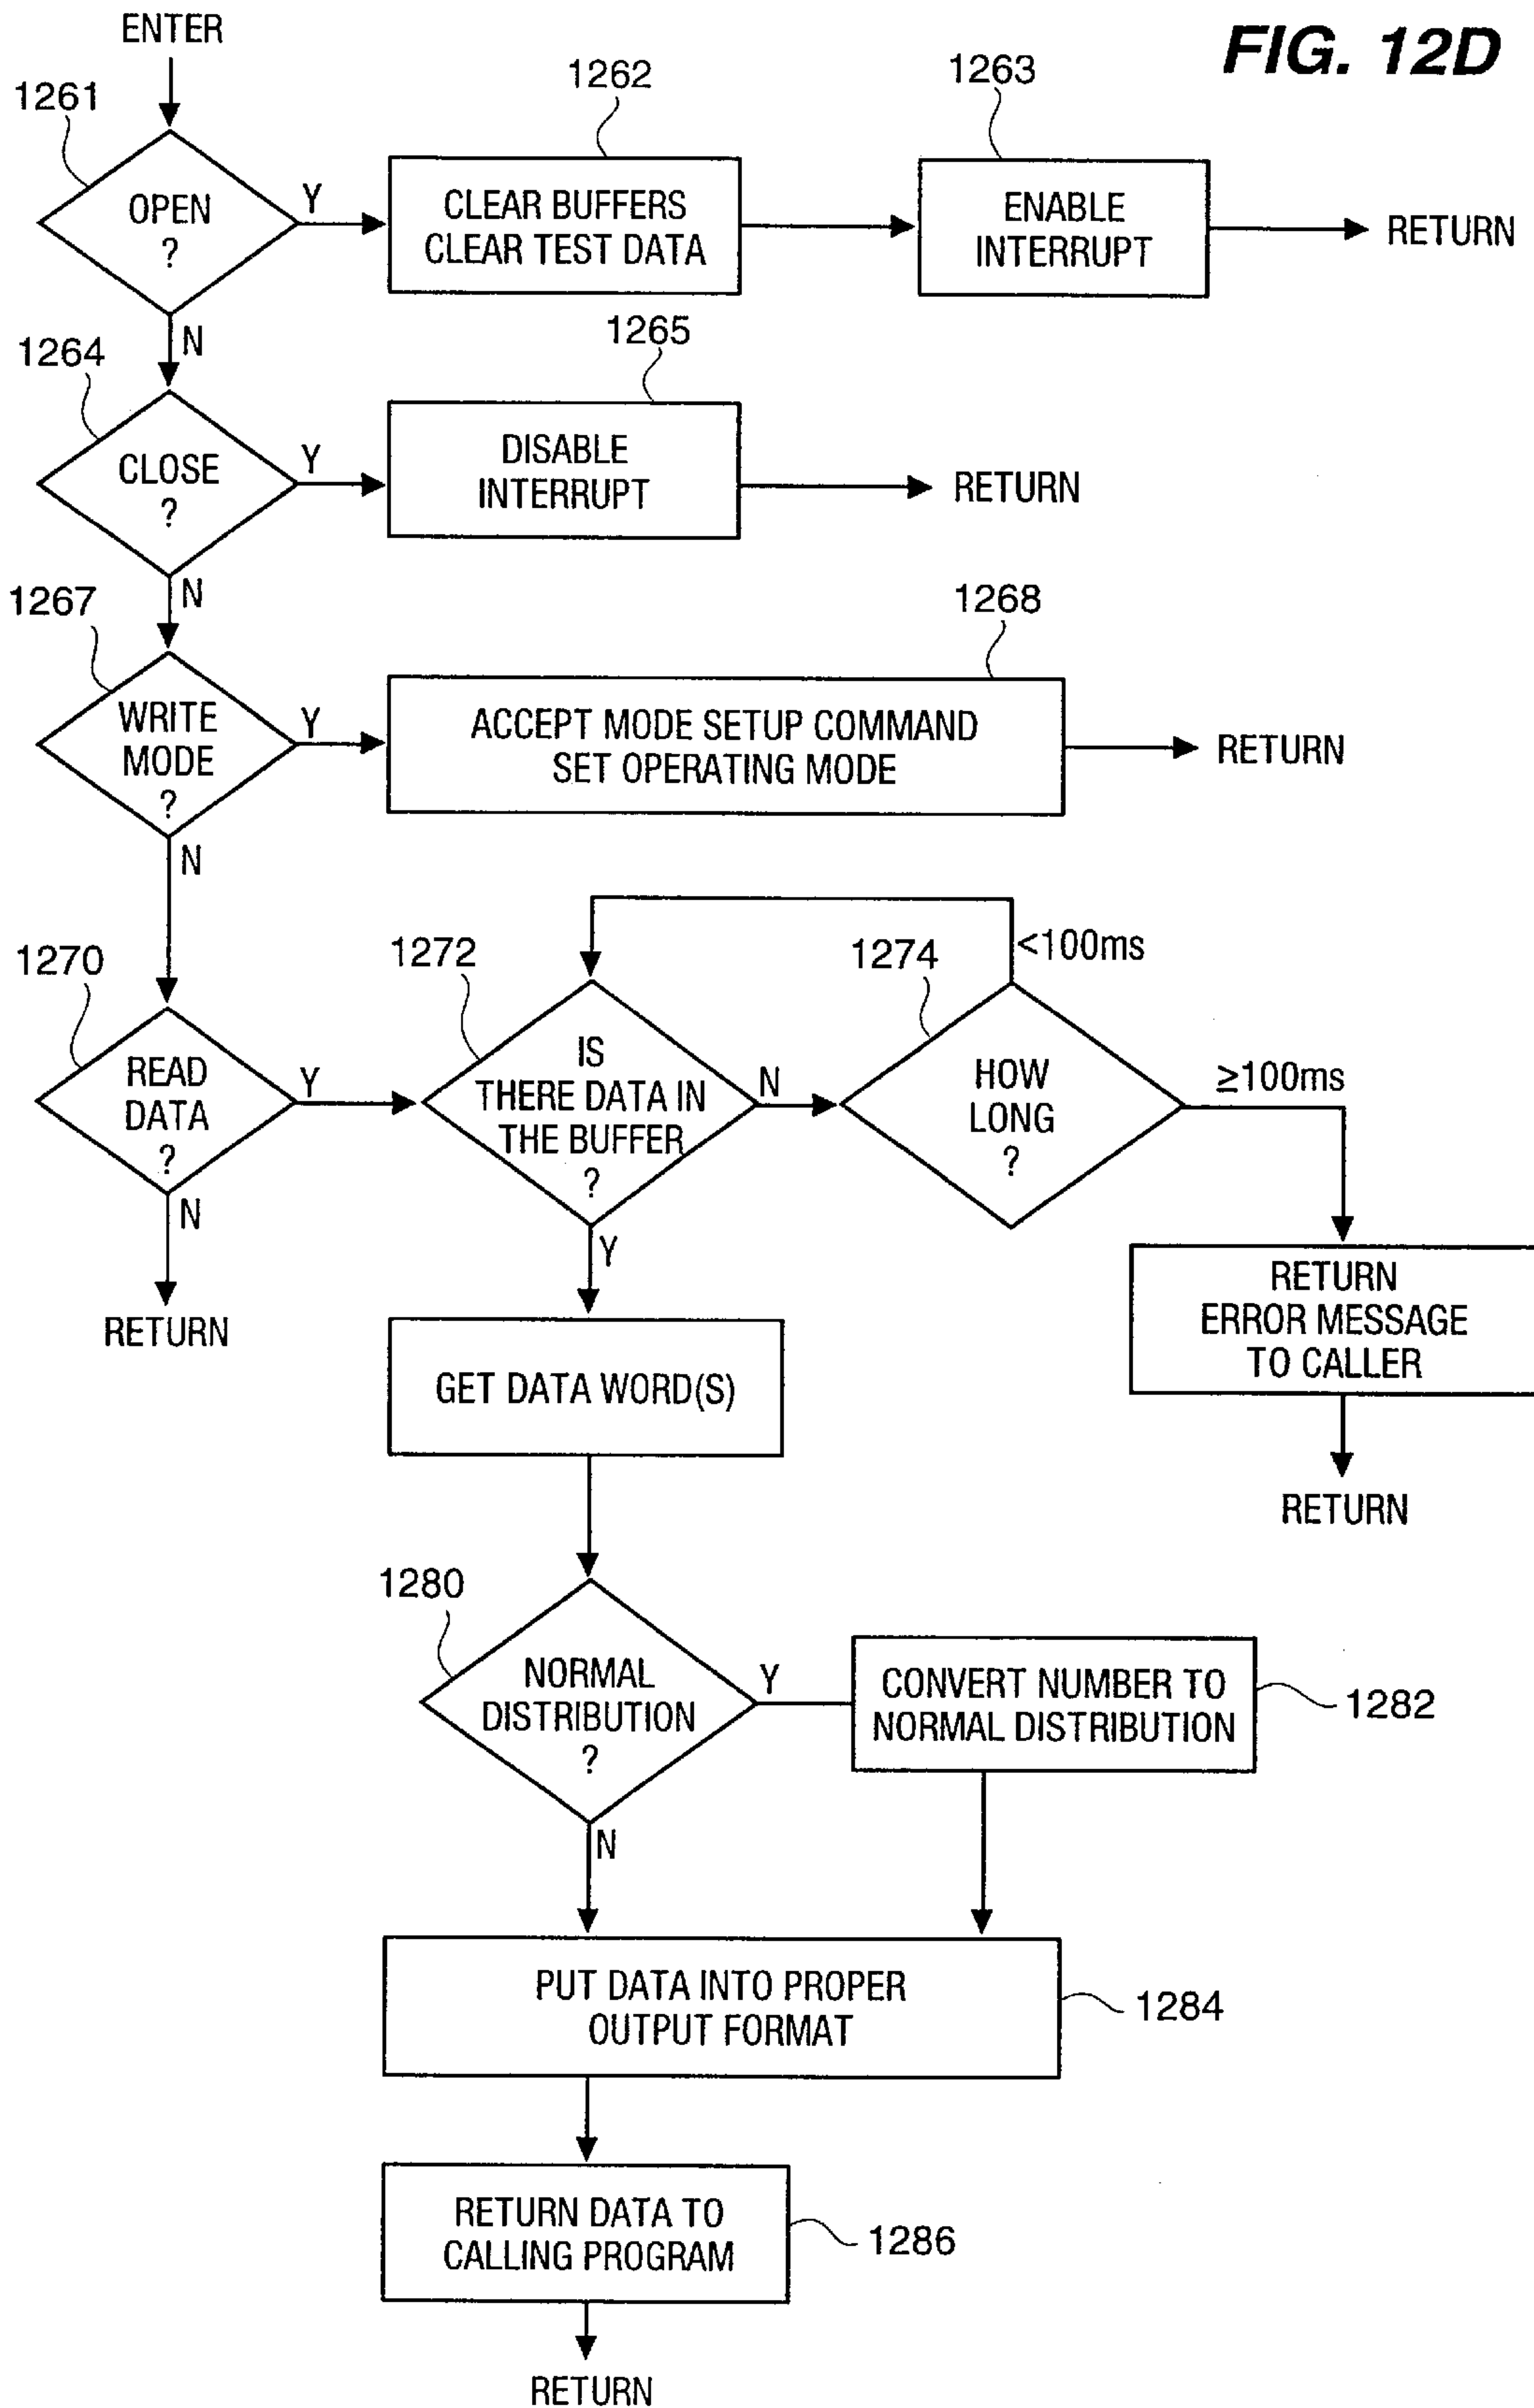 FIG. 12D
ENTER
1261
OPEN
?
Y
1262
CLEAR BUFFERS
CLEAR TEST DATA
1263
ENABLE
INTERRUPT
RETURN
N
1264
CLOSE
?
Y
1265
DISABLE
INTERRUPT
RETURN
N
1267
WRITE
MODE
?
Y
1268
ACCEPT MODE SETUP COMMAND
SET OPERATING MODE
RETURN
N
1270
READ
DATA
?
Y
N
RETURN
1272
IS
THERE DATA IN
THE BUFFER
?
N
1274
<100ms
HOW
LONG
?
≥100ms
RETURN
ERROR MESSAGE
TO CALLER
RETURN
Y
GET DATA WORD(S)
1280
NORMAL
DISTRIBUTION
?
Y
CONVERT NUMBER TO
NORMAL DISTRIBUTION
1282
N
PUT DATA INTO PROPER
OUTPUT FORMAT
1284
RETURN DATA TO
CALLING PROGRAM
1286
RETURN